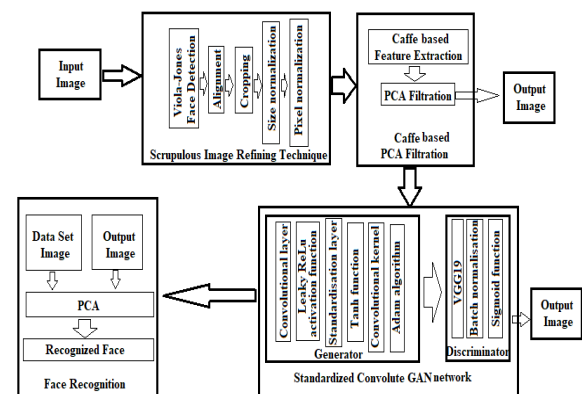 Input
Image
Viola-Jones
Face Detection
Alignment
Cropping
Size normalization
Pixel normalization
Scrupulous Image Refining Technique
Caffe based
Feature Extraction
PCA Filtration
Caffe based
PCA Filtration
Output
Image
Data Set
Image
Output
Image
PCA
Recognized Face
Face Recognition
Convolutional layer
Leaky ReLu
activation function
Standardisation layer
Tanh function
Convolutional kernel
Adam algorithm
Generator
VGG19
Batch normalisation
Sigmoid function
Discriminator
Standardized Convolute GAN network
Output
Image